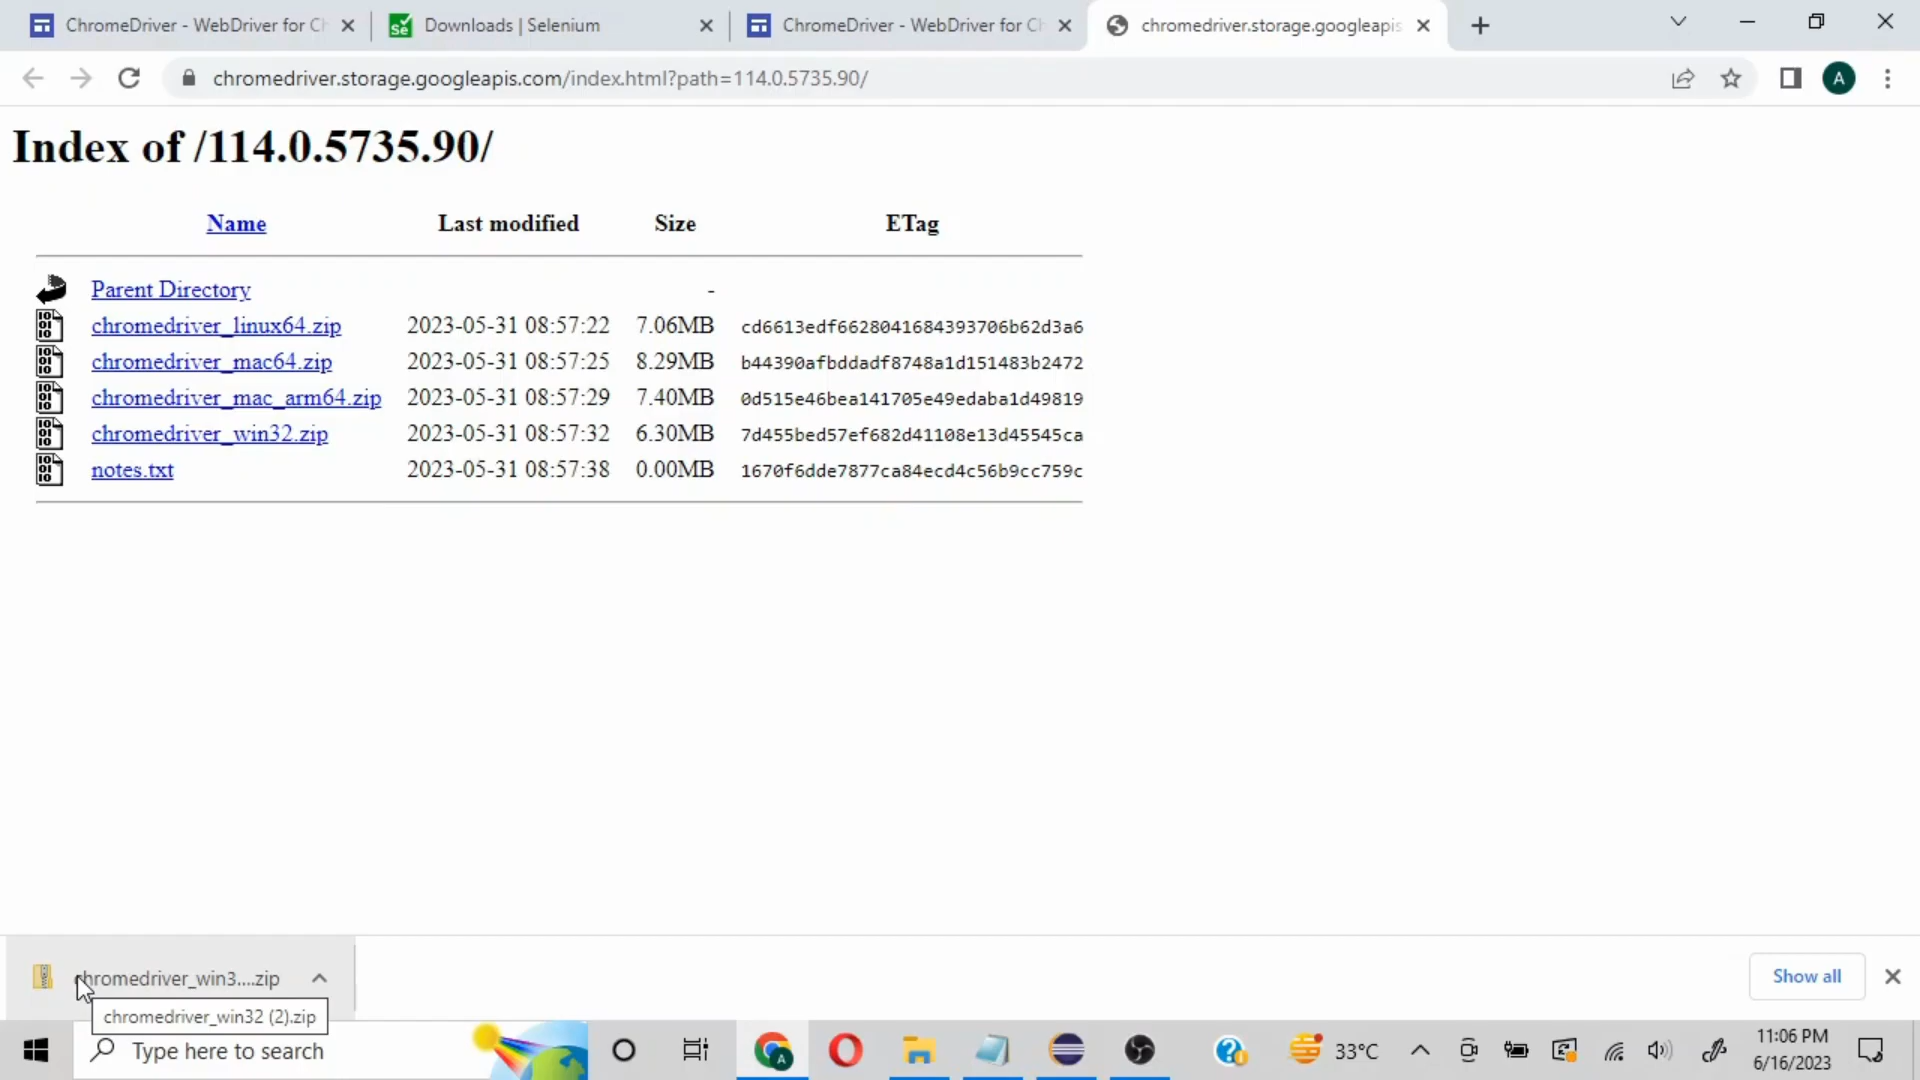 ChromeDriver - WebDriver for Ch
Downloads | Selenium
ChromeDriver - WebDriver for Ch
chromedriver.storage.googleapis
chromedriver.storage.googleapis.com/index.html?path=114.0.5735.90/
A
Index of /114.0.5735.90/
Name Last modified Size ETag
Parent Directory -
chromedriver_linux64.zip 2023-05-31 08:57:22 7.06MB cd6613edf6628041684393706b62d3a6
chromedriver_mac64.zip 2023-05-31 08:57:25 8.29MB b44390afbddadf8748a1d151483b2472
chromedriver_mac_arm64.zip 2023-05-31 08:57:29 7.40MB 0d515e46bea141705e49edaba1d49819
chromedriver_win32.zip 2023-05-31 08:57:32 6.30MB 7d455bed57ef682d41108e13d45545ca
notes.txt 2023-05-31 08:57:38 0.00MB 1670f6dde7877ca84ecd4c56b9cc759c
chromedriver_win3....zip
Show all
chromedriver_win32 (2).zip
Type here to search
33°C
11:06 PM
6/16/2023